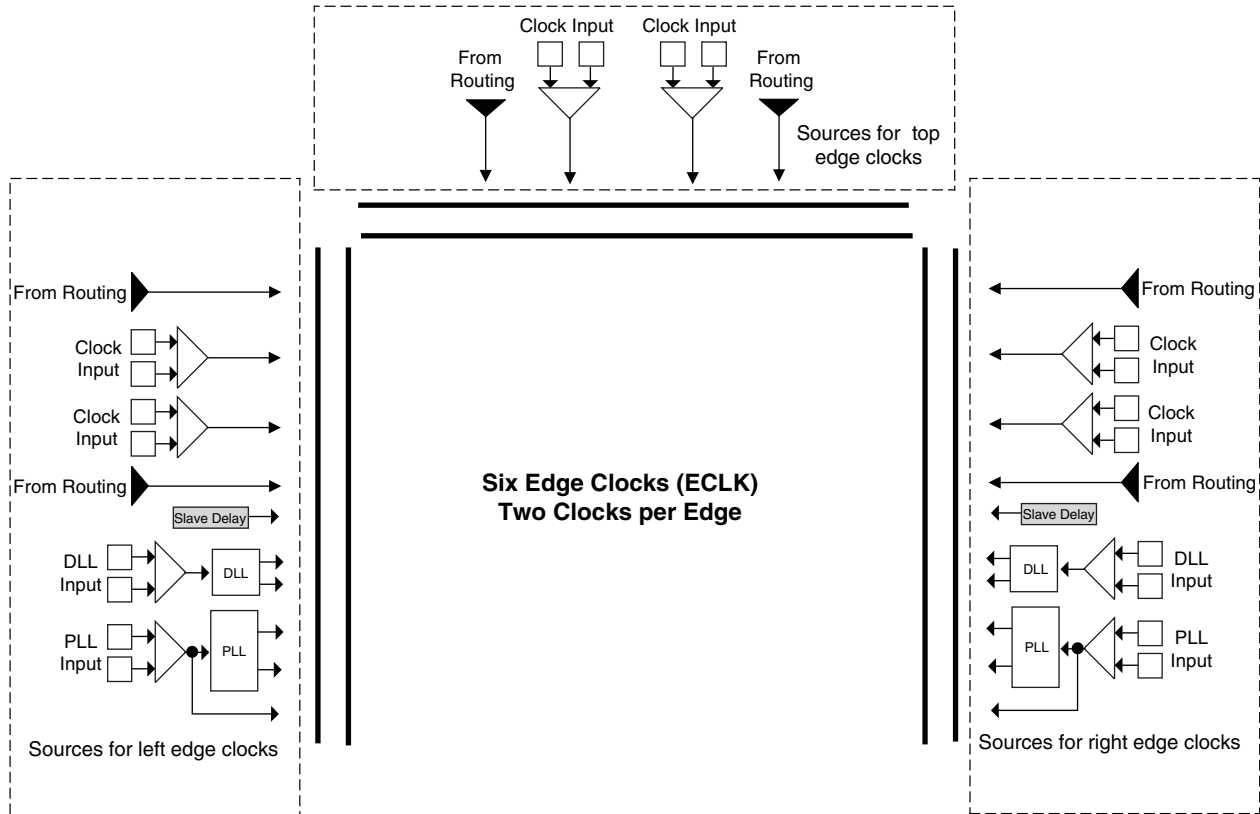 Clock Input
Clock Input
From
Routing
From
Routing
Sources for top
edge clocks
From Routing
Clock
Input
Clock
Input
From Routing
Slave Delay
DLL
Input
DLL
PLL
Input
PLL
Sources for left edge clocks
Six Edge Clocks (ECLK)
Two Clocks per Edge
From Routing
Clock
Input
Clock
Input
From Routing
Slave Delay
DLL
DLL
Input
PLL
PLL
Input
Sources for right edge clocks